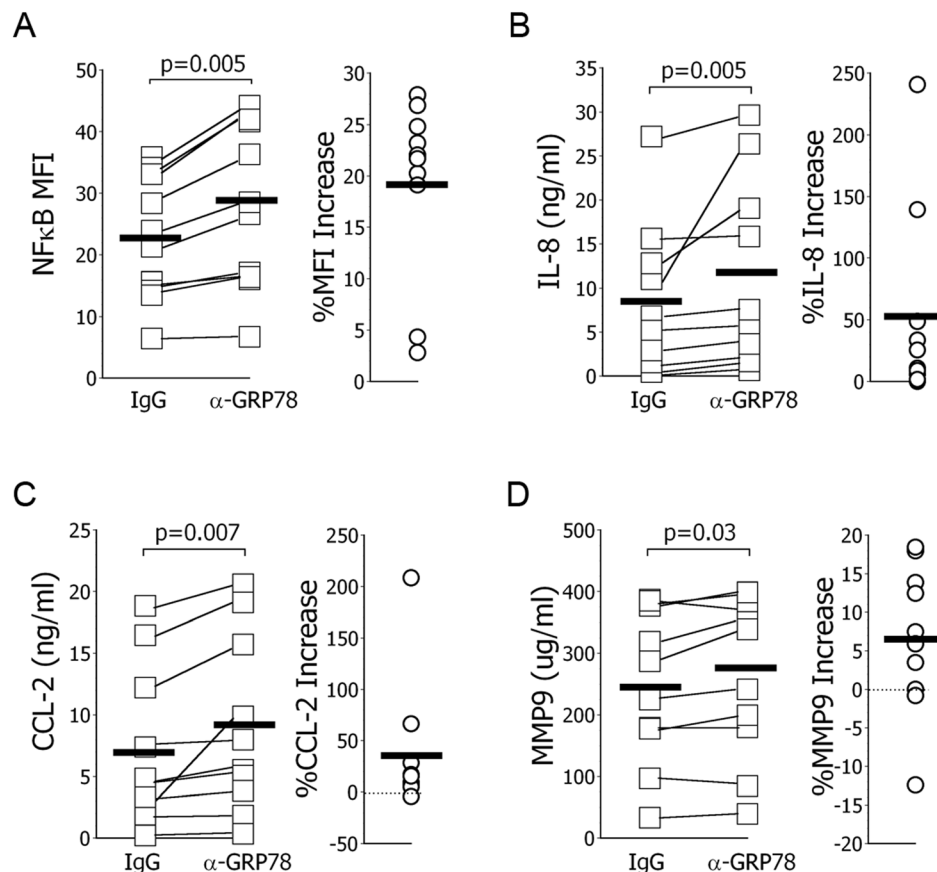 A
p=0.005
NFκB MFI
50
40
30
20
10
0
IgG
α-GRP78
%MFI Increase
30
25
20
15
10
5
0
B
p=0.005
IL-8 (ng/ml)
35
30
25
20
15
10
5
0
IgG
α-GRP78
%IL-8 Increase
250
200
150
100
50
0
C
p=0.007
CCL-2 (ng/ml)
25
20
15
10
5
0
IgG
α-GRP78
%CCL-2 Increase
250
200
150
100
50
0
-50
D
p=0.03
MMP9 (ug/ml)
500
400
300
200
100
0
IgG
α-GRP78
%MMP9 Increase
20
15
10
5
0
-5
-10
-15
-20